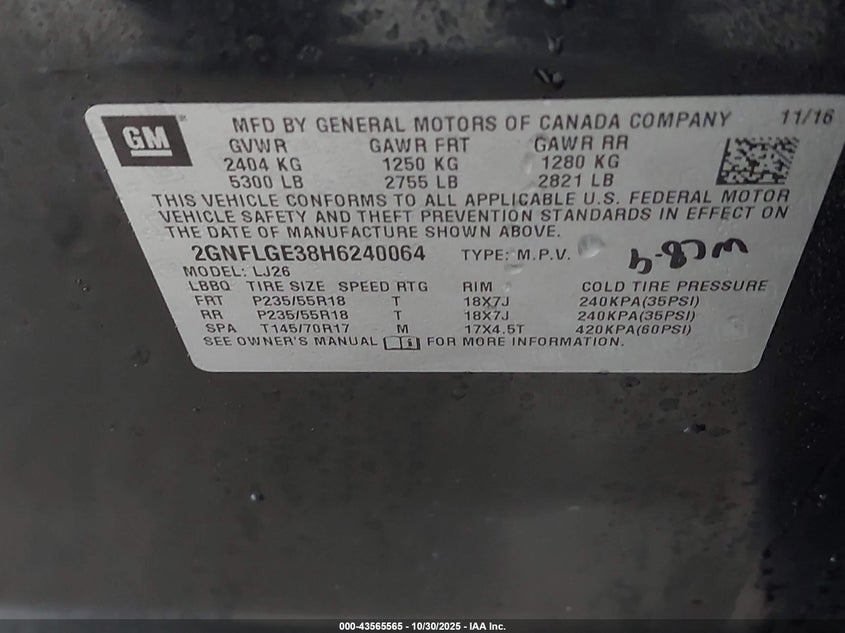 GM
MFD BY GENERAL MOTORS OF CANADA COMPANY 11/16
GVWR GAWR FRT GAWR RR
2404 KG 1250 KG 1280 KG
5300 LB 2755 LB 2821 LB
THIS VEHICLE CONFORMS TO ALL APPLICABLE U.S. FEDERAL MOTOR
VEHICLE SAFETY AND THEFT PREVENTION STANDARDS IN EFFECT ON
THE DATE OF MANUFACTURE SHOWN ABOVE.
2GNFLGE38H6240064 TYPE: M.P.V.
MODEL: LJ26
LBBQ TIRE SIZE SPEED RTG RIM COLD TIRE PRESSURE
FRT P235/55R18 T 18X7J 240KPA(35PSI)
RR P235/55R18 T 18X7J 240KPA(35PSI)
SPA T145/70R17 M 17X4.5T 420KPA(60PSI)
SEE OWNER'S MANUAL FOR MORE INFORMATION.
000-43565565 - 10/30/2025 - IAA Inc.